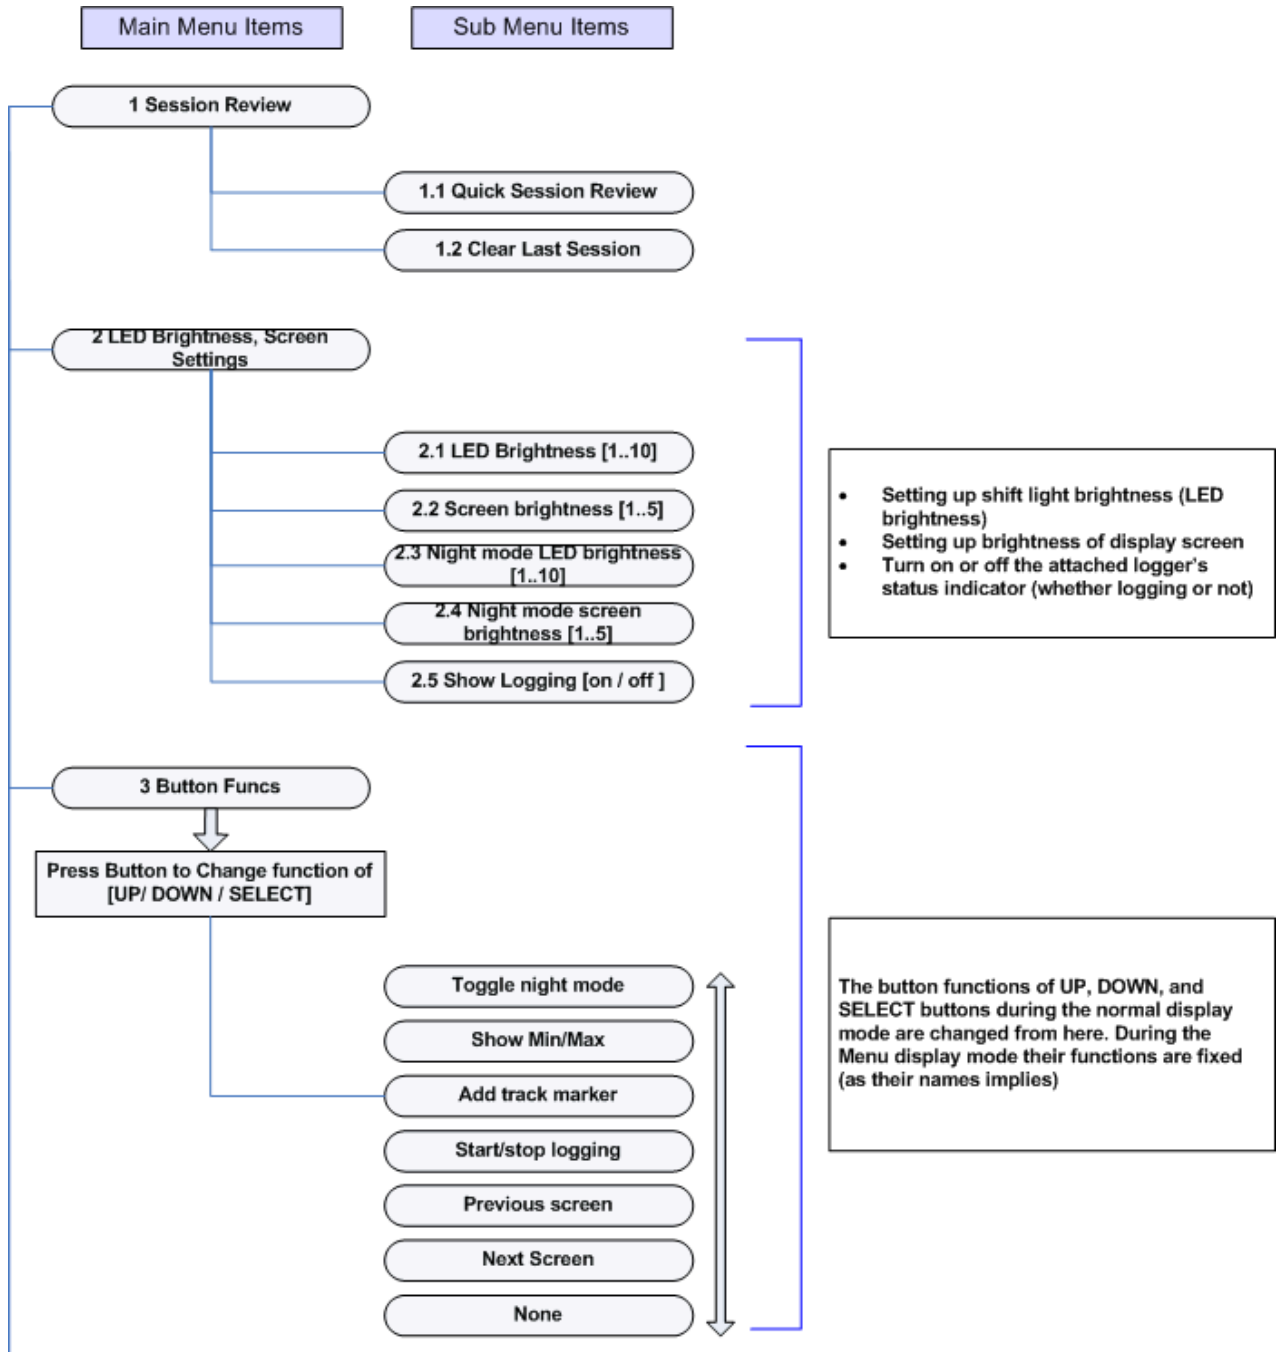 Main Menu Items
Sub Menu Items
1 Session Review
1.1 Quick Session Review
1.2 Clear Last Session
2 LED Brightness, Screen
Settings
2.1 LED Brightness [1..10]
2.2 Screen brightness [1..5]
2.3 Night mode LED brightness
[1..10]
2.4 Night mode screen
brightness [1..5]
2.5 Show Logging [on / off ]
• Setting up shift light brightness (LED
brightness)
• Setting up brightness of display screen
• Turn on or off the attached logger's
status indicator (whether logging or not)
3 Button Funcs
Press Button to Change function of
[UP/ DOWN / SELECT]
Toggle night mode
Show Min/Max
Add track marker
Start/stop logging
Previous screen
Next Screen
None
The button functions of UP, DOWN, and
SELECT buttons during the normal display
mode are changed from here. During the
Menu display mode their functions are fixed
(as their names implies)